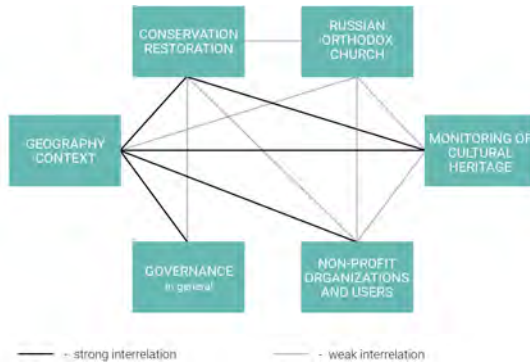 CONSERVATION
RESTORATION
RUSSIAN
ORTHODOX
CHURCH
GEOGRAPHY
CONTEXT
MONITORING OF
CULTURAL
HERITAGE
GOVERNANCE
in general
NON-PROFIT
ORGANIZATIONS
AND USERS
- strong interrelation
- weak interrelation